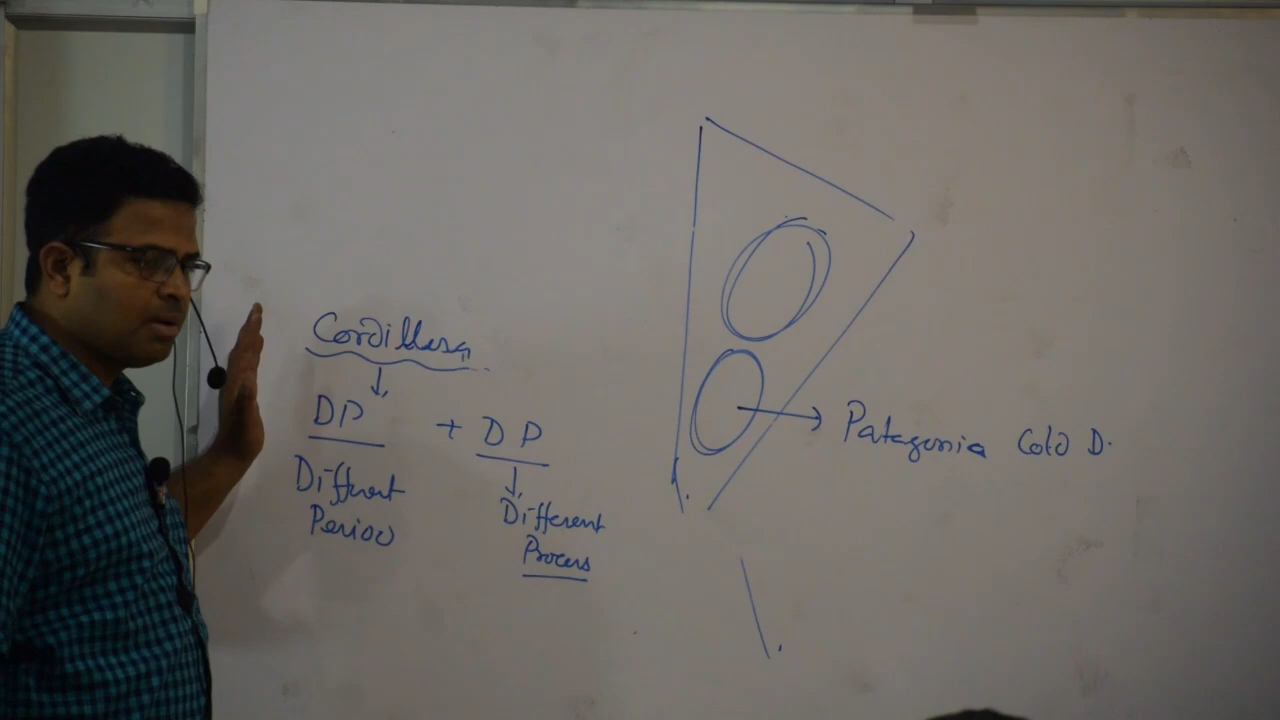 Cordillera
DP + DP
Different
Period
Different
Process
Patagonia Cold D.